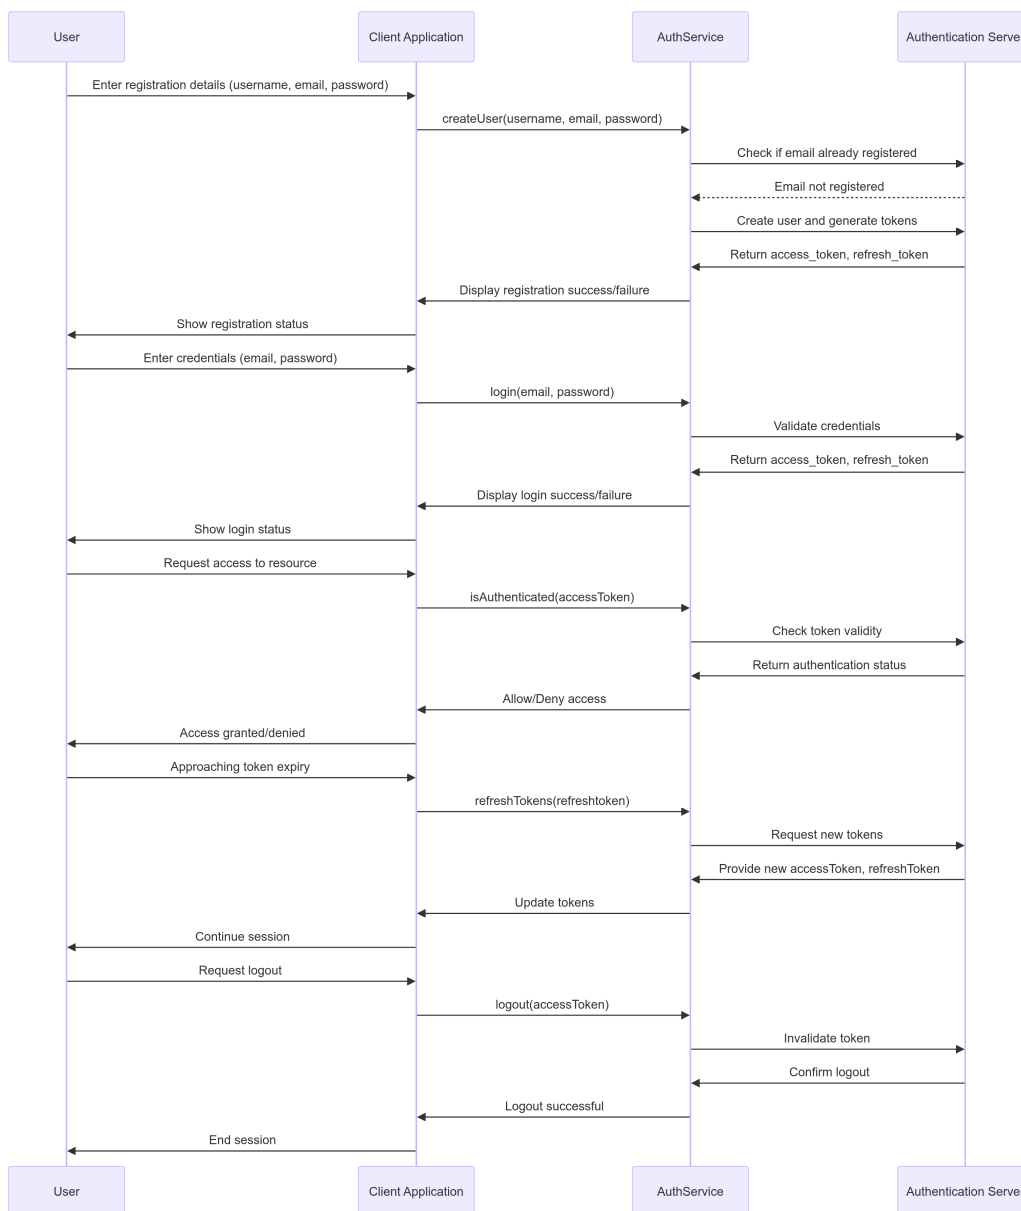 User
Client Application
AuthService
Authentication Serve
Enter registration details (username, email, password)
createUser(username, email, password)
Check if email already registered
Email not registered
Create user and generate tokens
Return access_token, refresh_token
Display registration success/failure
Show registration status
Enter credentials (email, password)
login(email, password)
Validate credentials
Return access_token, refresh_token
Display login success/failure
Show login status
Request access to resource
isAuthenticated(accessToken)
Check token validity
Return authentication status
Allow/Deny access
Access granted/denied
Approaching token expiry
refreshTokens(refreshtoken)
Request new tokens
Provide new accessToken, refreshToken
Update tokens
Continue session
Request logout
logout(accessToken)
Invalidate token
Confirm logout
Logout successful
End session
User
Client Application
AuthService
Authentication Serve